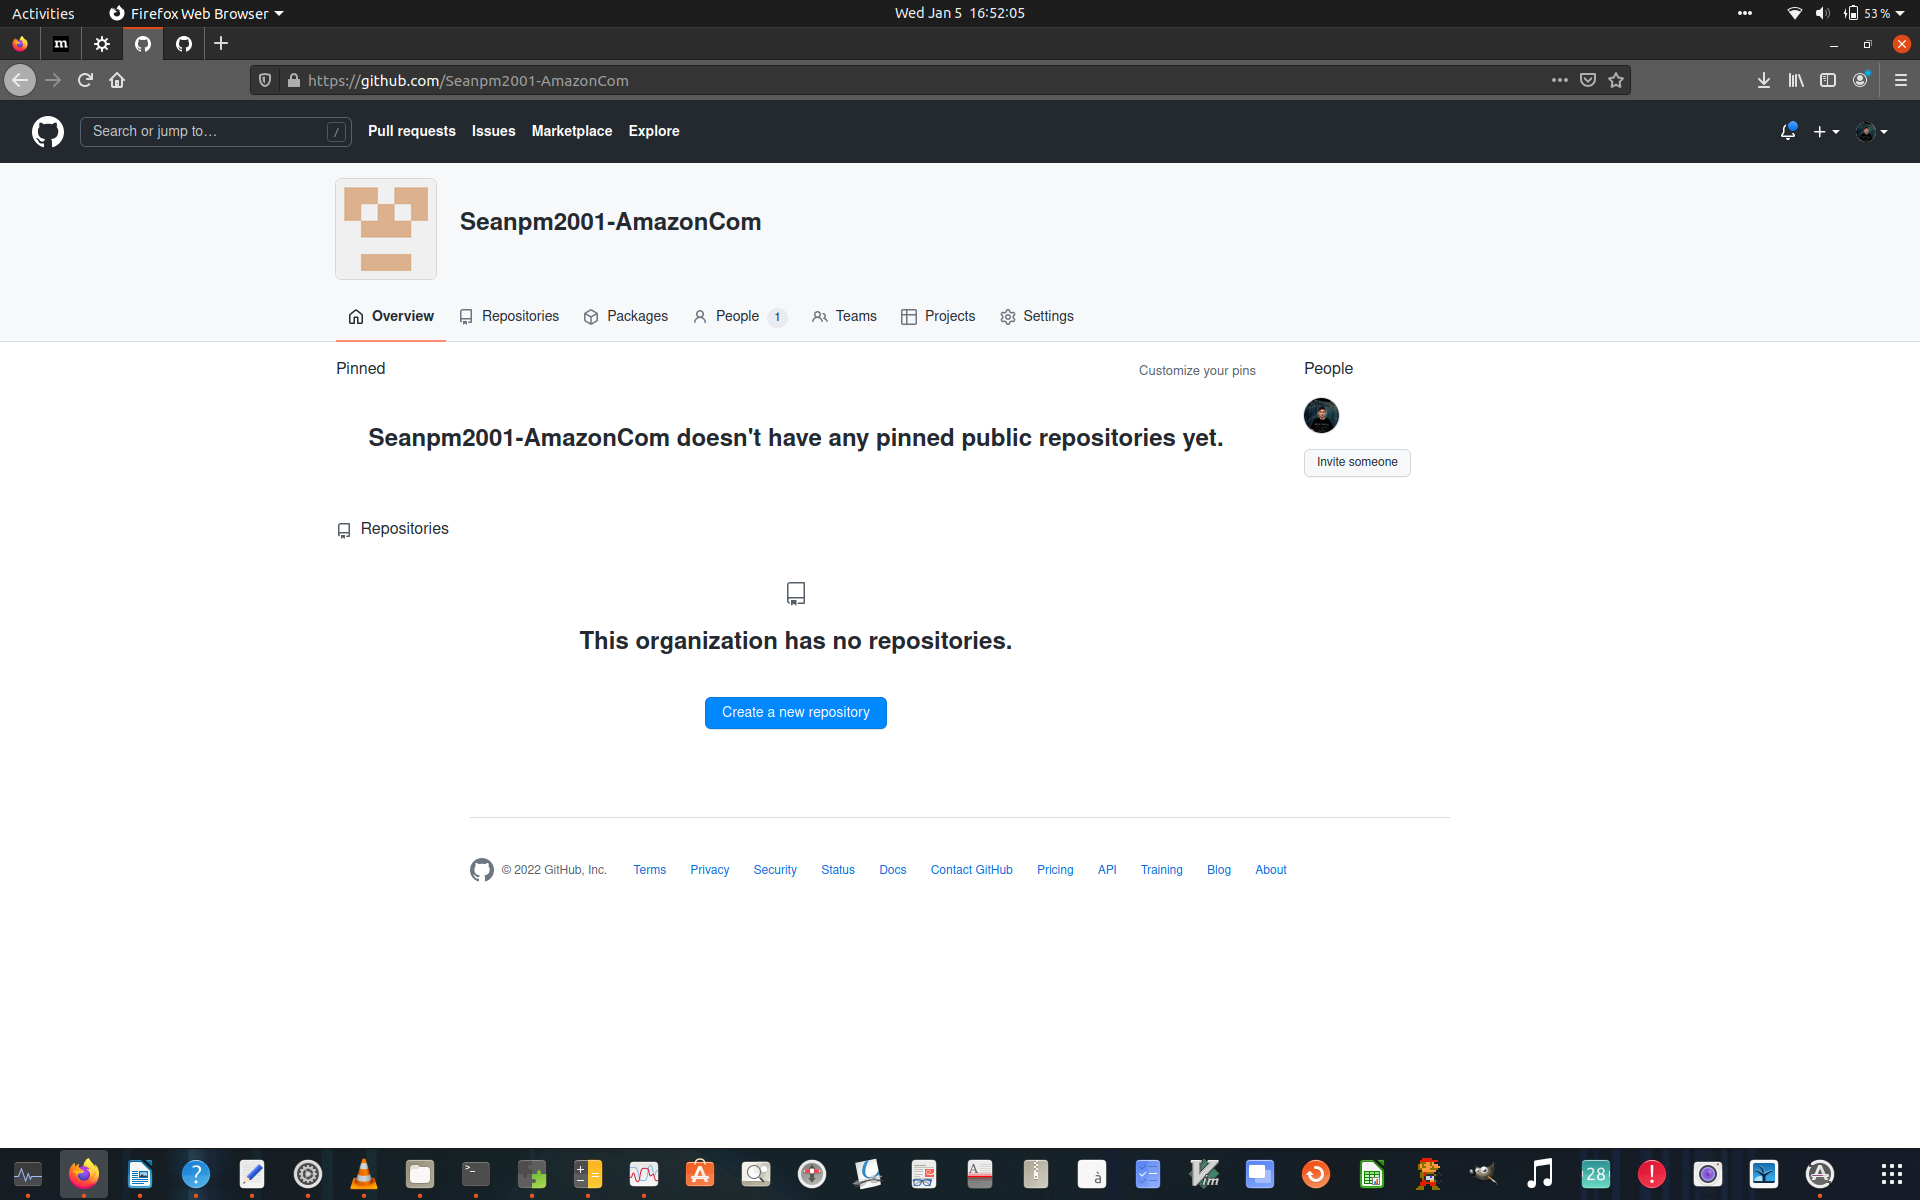 Activities
Firefox Web Browser
Wed Jan 5 16:52:05
53 %
m
https://github.com/Seanpm2001-AmazonCom
Search or jump to…
/
Pull requests
Issues
Marketplace
Explore
Seanpm2001-AmazonCom
Overview
Repositories
Packages
People 1
Teams
Projects
Settings
Pinned
Customize your pins
People
Seanpm2001-AmazonCom doesn't have any pinned public repositories yet.
Invite someone
Repositories
This organization has no repositories.
Create a new repository
© 2022 GitHub, Inc.
Terms
Privacy
Security
Status
Docs
Contact GitHub
Pricing
API
Training
Blog
About
28